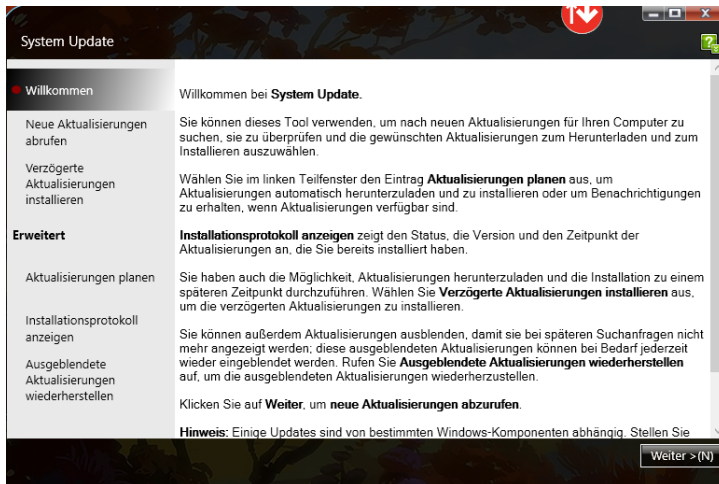 System Update
Willkommen
Neue Aktualisierungen
abrufen
Verzögerte
Aktualisierungen
installieren
Erweitert
Aktualisierungen planen
Installationsprotokoll
anzeigen
Ausgeblendete
Aktualisierungen
wiederherstellen
Willkommen bei System Update.
Sie können dieses Tool verwenden, um nach neuen Aktualisierungen für Ihren Computer zu
suchen, sie zu überprüfen und die gewünschten Aktualisierungen zum Herunterladen und zum
Installieren auszuwählen.
Wählen Sie im linken Teilfenster den Eintrag Aktualisierungen planen aus, um
Aktualisierungen automatisch herunterzuladen und zu installieren oder um Benachrichtigungen
zu erhalten, wenn Aktualisierungen verfügbar sind.
Installationsprotokoll anzeigen zeigt den Status, die Version und den Zeitpunkt der
Aktualisierungen an, die Sie bereits installiert haben.
Sie haben auch die Möglichkeit, Aktualisierungen herunterzuladen und die Installation zu einem
späteren Zeitpunkt durchzuführen. Wählen Sie Verzögerte Aktualisierungen installieren aus,
um die verzögerten Aktualisierungen zu installieren.
Sie können außerdem Aktualisierungen ausblenden, damit sie bei späteren Suchanfragen nicht
mehr angezeigt werden; diese ausgeblendeten Aktualisierungen können bei Bedarf jederzeit
wieder eingeblendet werden. Rufen Sie Ausgeblendete Aktualisierungen wiederherstellen
auf, um die ausgeblendeten Aktualisierungen wiederherzustellen.
Klicken Sie auf Weiter, um neue Aktualisierungen abzurufen.
Hinweis: Einige Updates sind von bestimmten Windows-Komponenten abhängig. Stellen Sie
Weiter >(N)